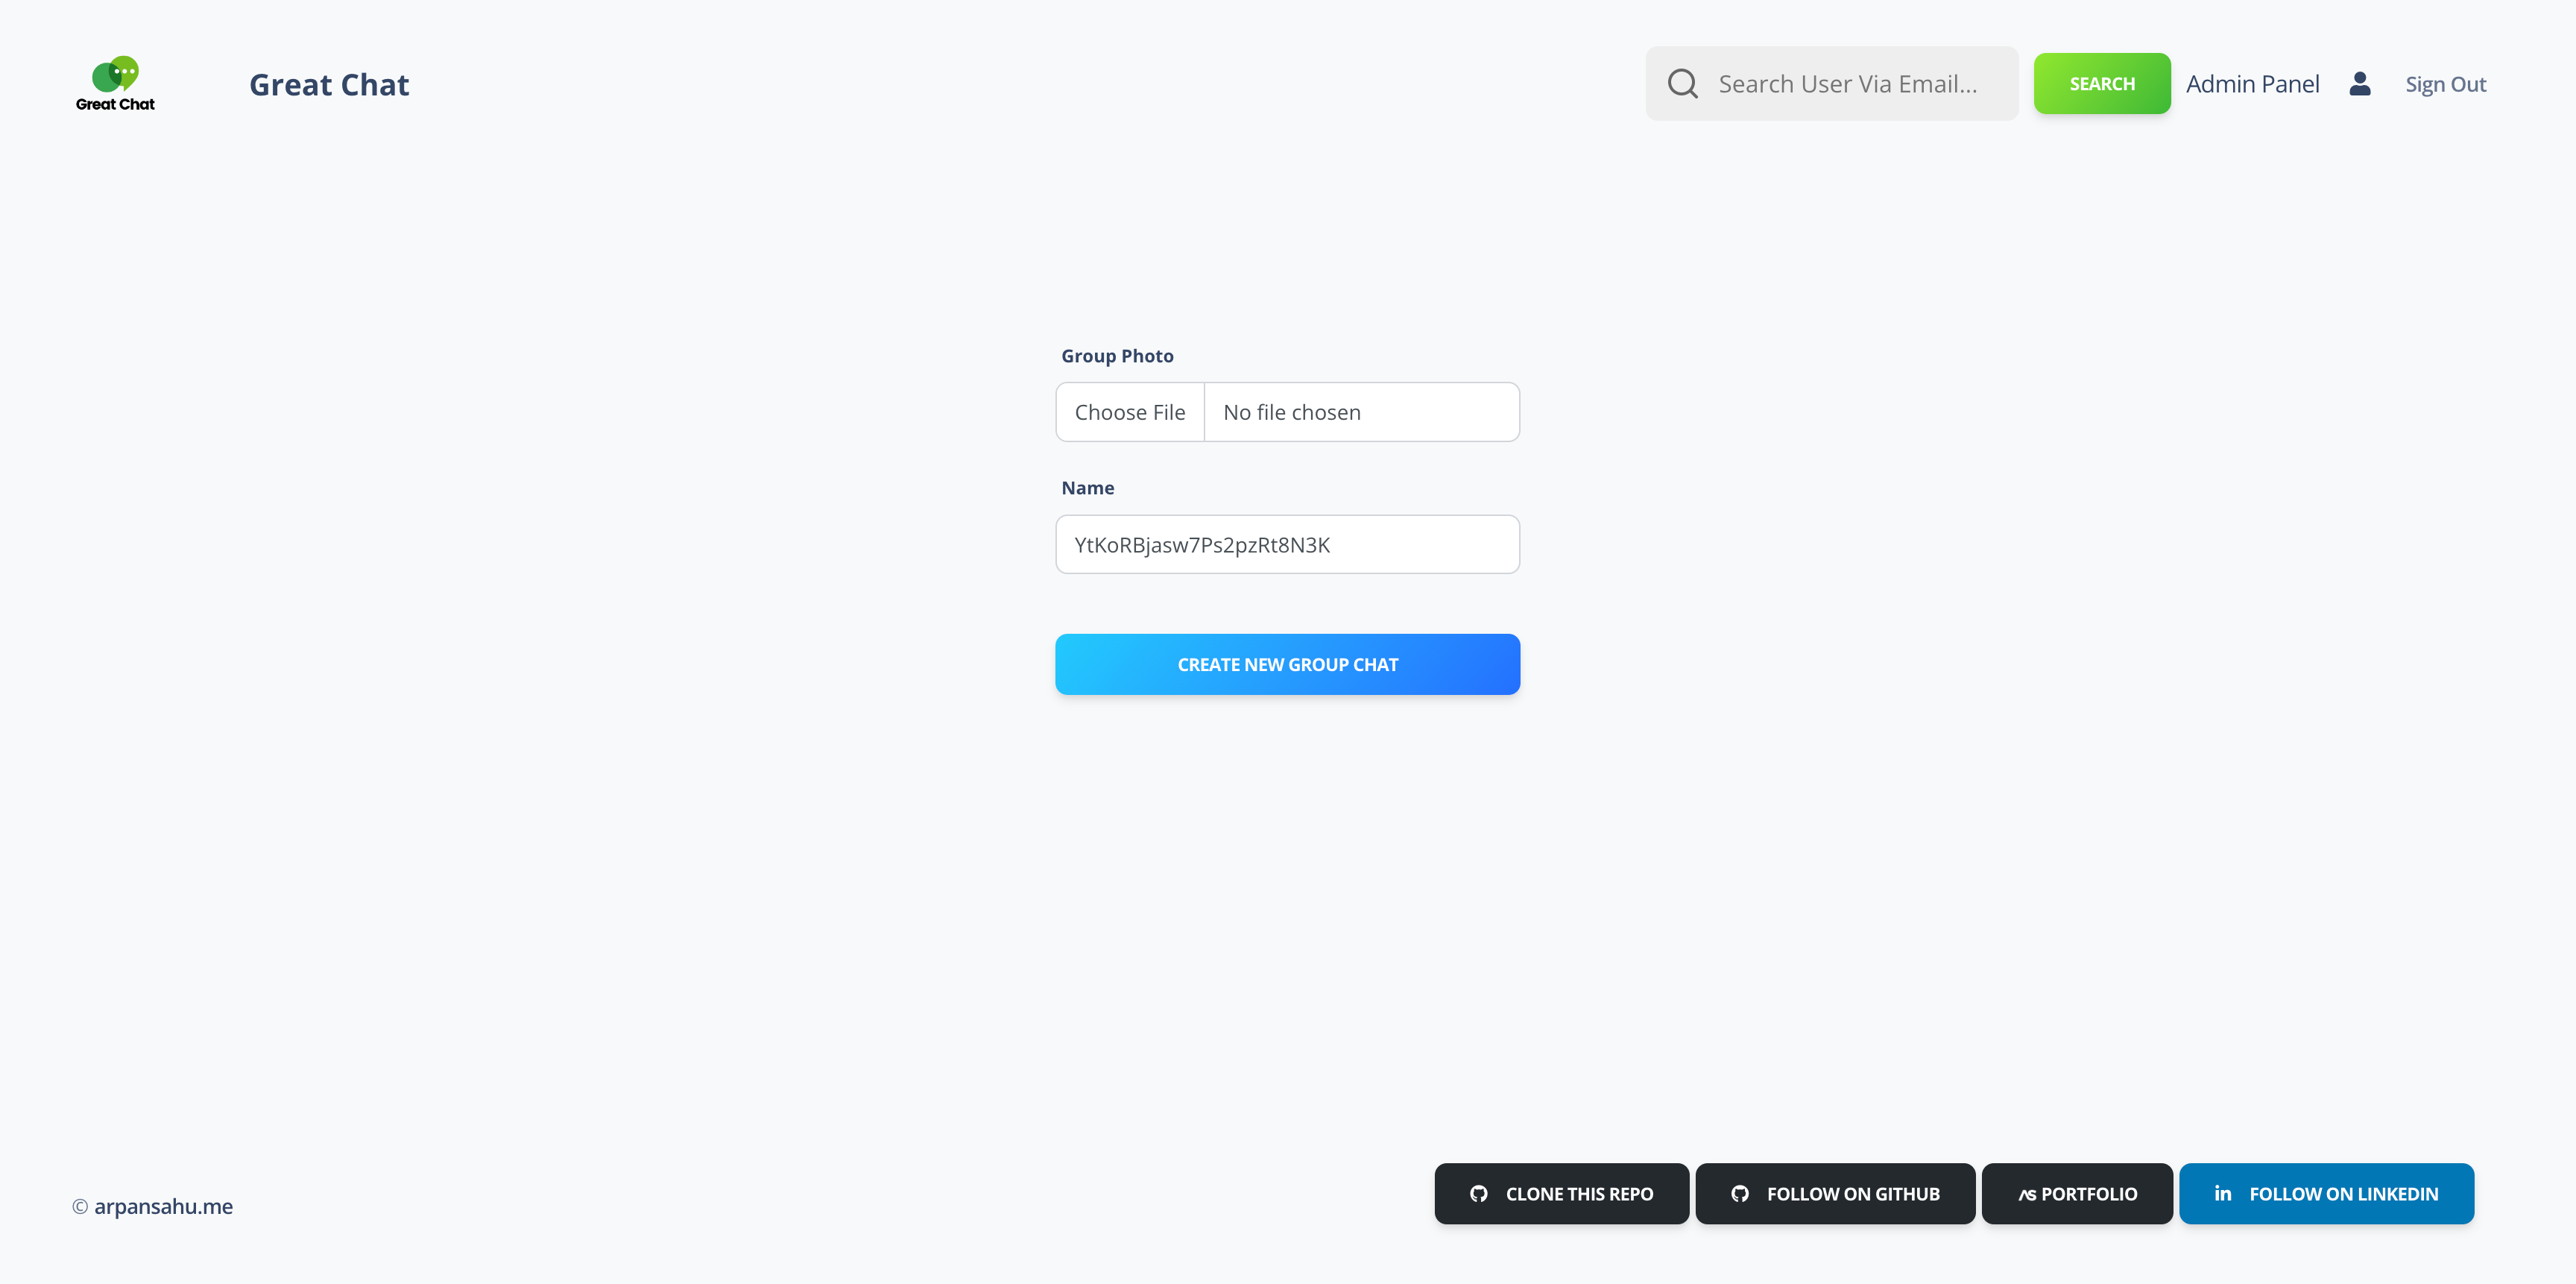 Great Chat
Great Chat
Search User Via Email...
SEARCH
Admin Panel
Sign Out
Group Photo
Choose File
No file chosen
Name
YtKoRBjasw7Ps2pzRt8N3K
CREATE NEW GROUP CHAT
© arpansahu.me
CLONE THIS REPO
FOLLOW ON GITHUB
AS PORTFOLIO
in FOLLOW ON LINKEDIN